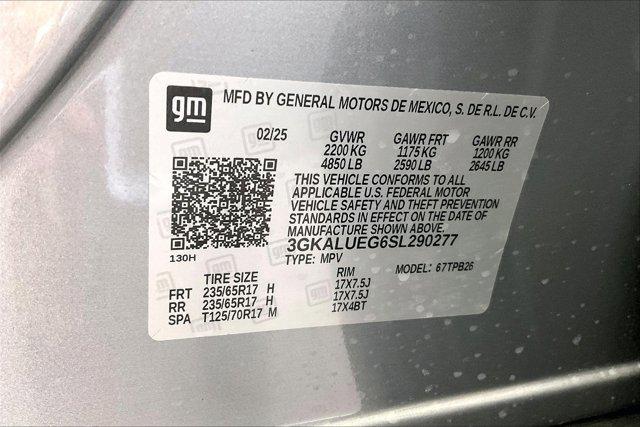 gm
MFD BY GENERAL MOTORS DE MEXICO, S. DE R.L. DE C.V.
02/25 GVWR GAWR FRT GAWR RR
2200 KG 1175 KG 1200 KG
4850 LB 2590 LB 2645 LB
THIS VEHICLE CONFORMS TO ALL
APPLICABLE U.S. FEDERAL MOTOR
VEHICLE SAFETY AND THEFT PREVENTION
STANDARDS IN EFFECT ON THE DATE OF
MANUFACTURE SHOWN ABOVE.
3GKALUEG6SL290277
130H
TYPE: MPV MODEL: 67TPB26
TIRE SIZE RIM
FRT 235/65R17 H 17X7.5J
RR 235/65R17 H 17X7.5J
SPA T125/70R17 M 17X4BT